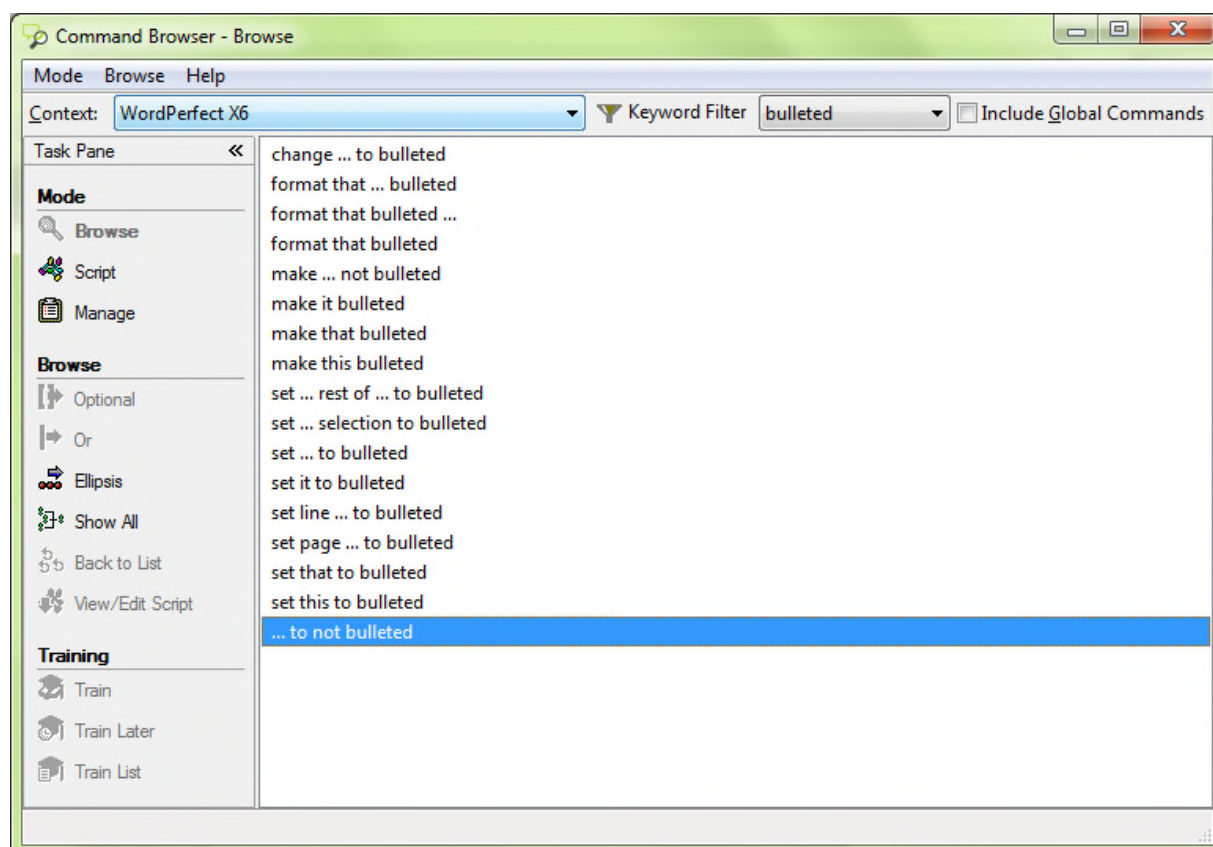 Command Browser - Browse
Mode Browse Help
Context: WordPerfect X6 Keyword Filter bulleted Include Global Commands
Task Pane «
Mode
Browse
Script
Manage
Browse
Optional
Or
Ellipsis
Show All
Back to List
View/Edit Script
Training
Train
Train Later
Train List
change ... to bulleted
format that ... bulleted
format that bulleted ...
format that bulleted
make ... not bulleted
make it bulleted
make that bulleted
make this bulleted
set ... rest of ... to bulleted
set ... selection to bulleted
set ... to bulleted
set it to bulleted
set line ... to bulleted
set page ... to bulleted
set that to bulleted
set this to bulleted
... to not bulleted